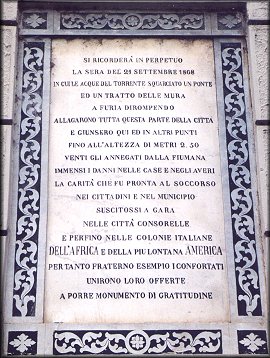 SI RICORDERÁ IN PERPETUO
LA SERA DEL 28 SETTEMBRE 1868
IN CUI LE ACQUE DEL TORRENTE SQUARCIATO UN PONTE
ED UN TRATTO DELLE MURA
A FURIA DIROMPENDO
ALLAGARONO TUTTA QUESTA PARTE DELLA CITTÀ
E GIUNSERO QUI ED IN ALTRI PUNTI
FINO ALL'ALTEZZA DI METRI 2.50
VENTI GLI ANNEGATI DALLA FIUMANA
IMMENSI I DANNI NELLE CASE E NEGLI AVERI
LA CARITÁ CHE FU PRONTA AL SOCCORSO
NEI CITTADINI E NEL MUNICIPIO
SUSCITOSSI A GARA
NELLE CITTÀ CONSORELLE
E PERFINO NELLE COLONIE ITALIANE
DELL'AFRICA E DELLA PIU LONTANA AMERICA
PER TANTO FRATERNO ESEMPIO I CONFORTATI
UNIRONO LORO OFFERTE
A PORRE MONUMENTO DI GRATITUDINE